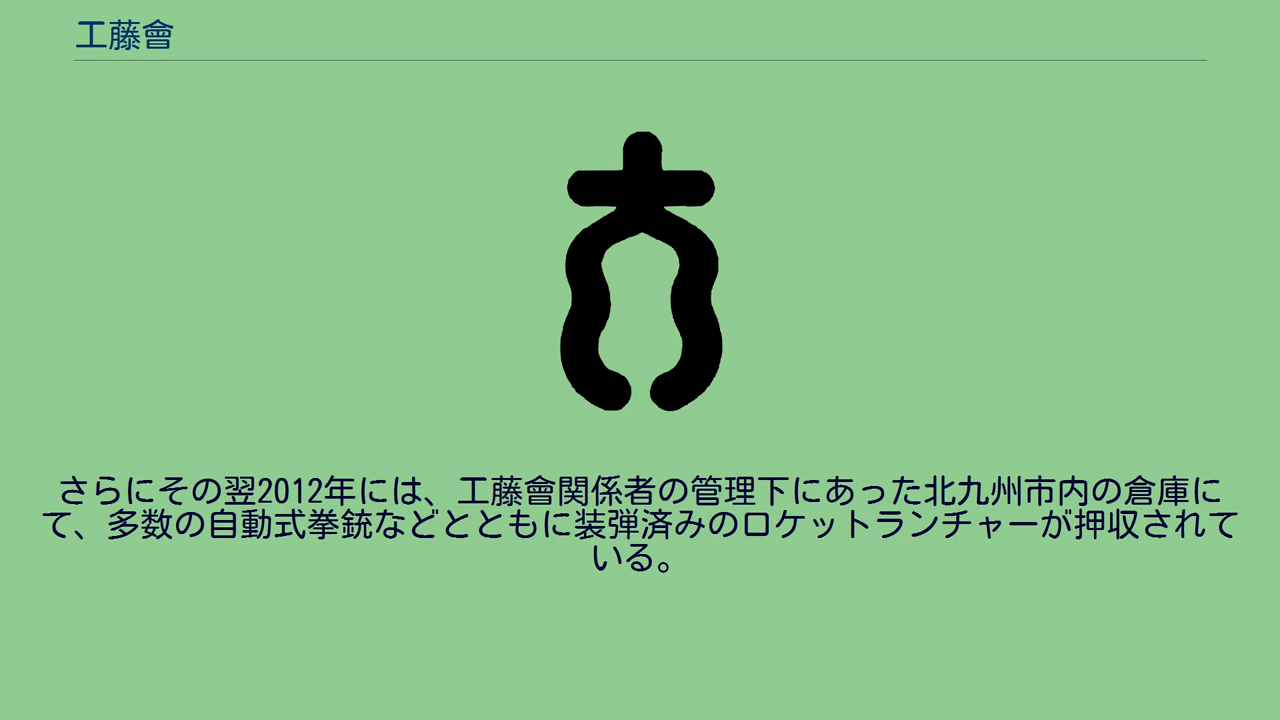 工藤會
さらにその翌2012年には、工藤會関係者の管理下にあった北九州市内の倉庫に
て、多数の自動式拳銃などとともに装弾済みのロケットランチャーが押収されて
いる。